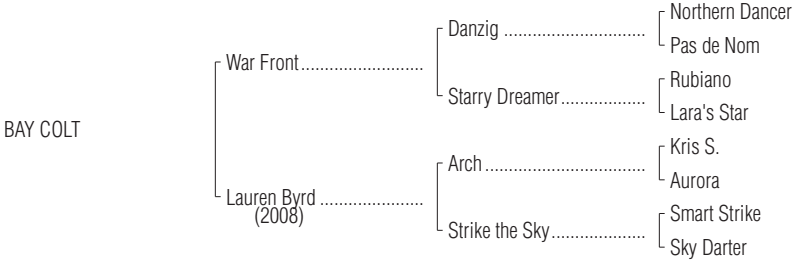 Northern Dancer
Danzig ..............................
Pas de Nom
War Front..........................
Rubiano
Starry Dreamer..................
Lara's Star
BAY COLT
Kris S.
Arch ..................................
Aurora
Lauren Byrd ......................
(2008)
Smart Strike
Strike the Sky....................
Sky Darter